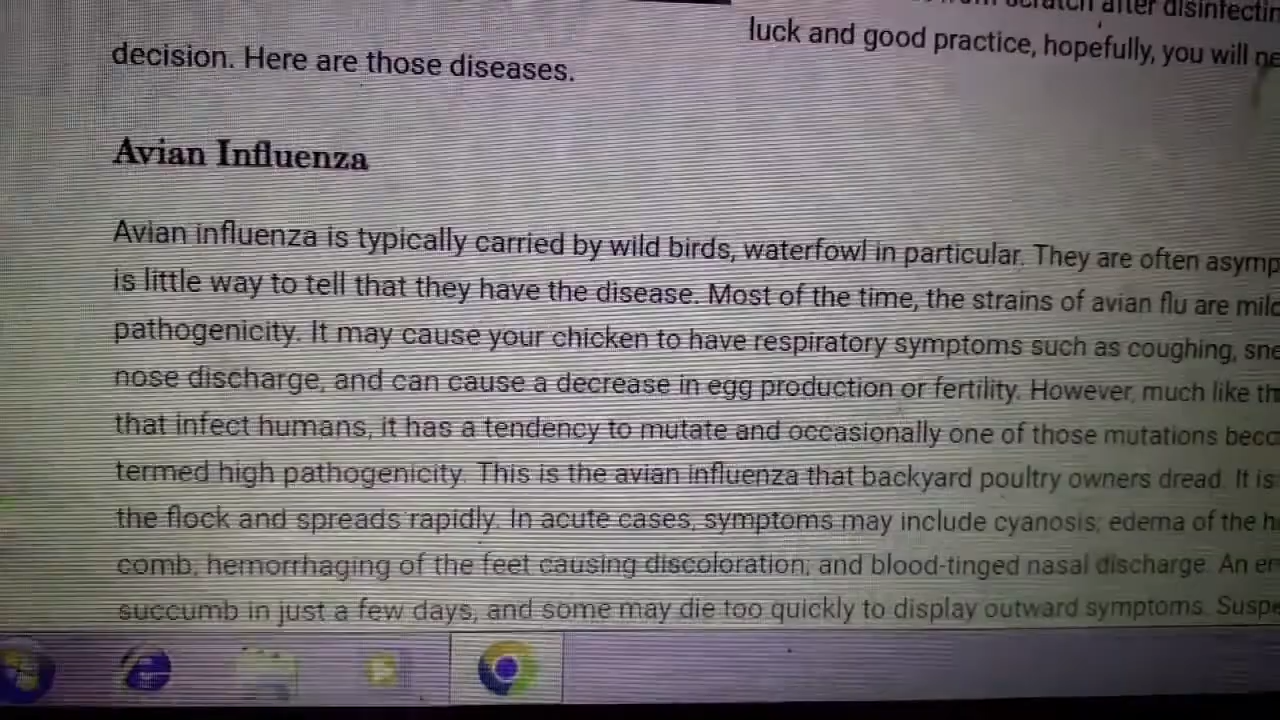 scratch after
luck and good practice, hopefully, you will
decision. Here are those diseases.
Avian Influenza
Avian influenza is typically carried by wild birds, waterfowl in particular. They are often
is little way to tell that they have the disease. Most of the time, the strains of avian flu are
pathogenicity. It may cause your chicken to have respiratory symptoms such as coughing,
nose discharge, and can cause a decrease in egg production or fertility. However, much like
that infect humans, it has a tendency to mutate and occasionally one of those mutations
termed high pathogenicity. This is the avian influenza that backyard poultry owners dread. It is
the flock and spreads rapidly. In acute cases, symptoms may include cyanosis, edema of the
comb, hemorrhaging of the feet causing discoloration, and blood-tinged nasal discharge. An
succumb in just a few days, and some may die too quickly to display outward symptoms.